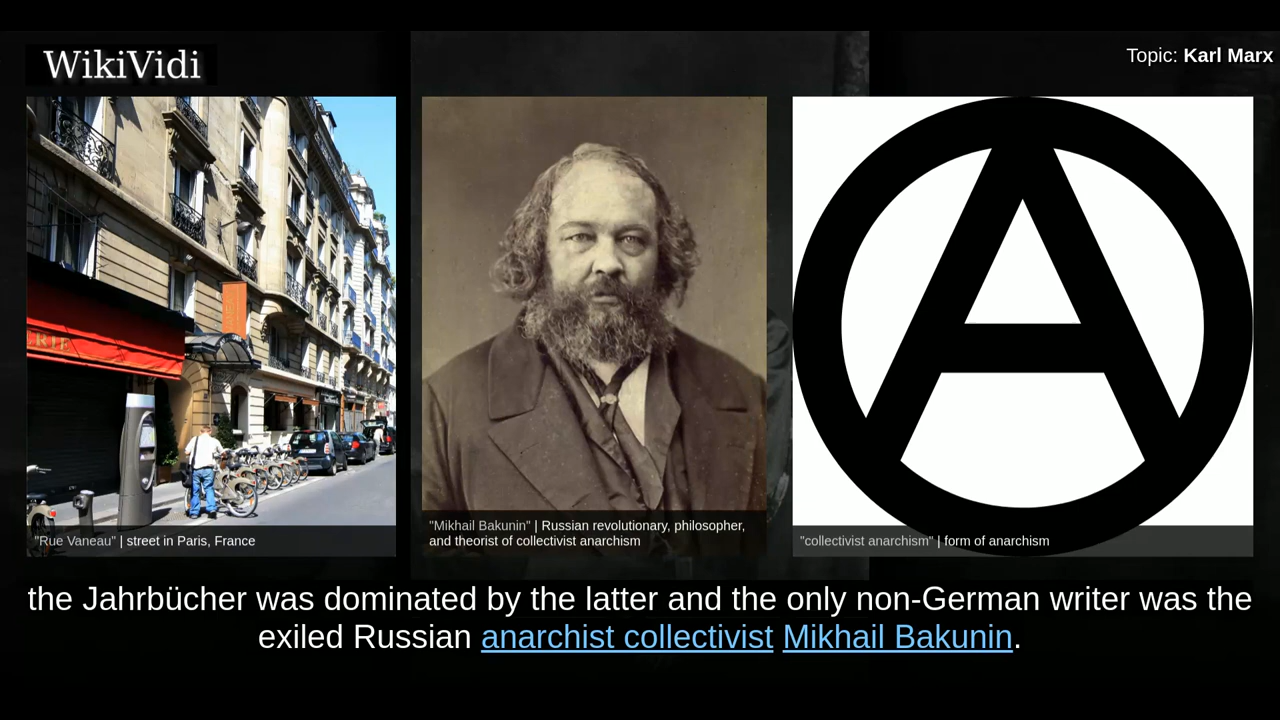 WikiVidi
Topic: Karl Marx
ERIE
"Rue Vaneau" | street in Paris, France
"Mikhail Bakunin" | Russian revolutionary, philosopher,
and theorist of collectivist anarchism
"collectivist anarchism" | form of anarchism
the Jahrbücher was dominated by the latter and the only non-German writer was the
exiled Russian anarchist collectivist Mikhail Bakunin.